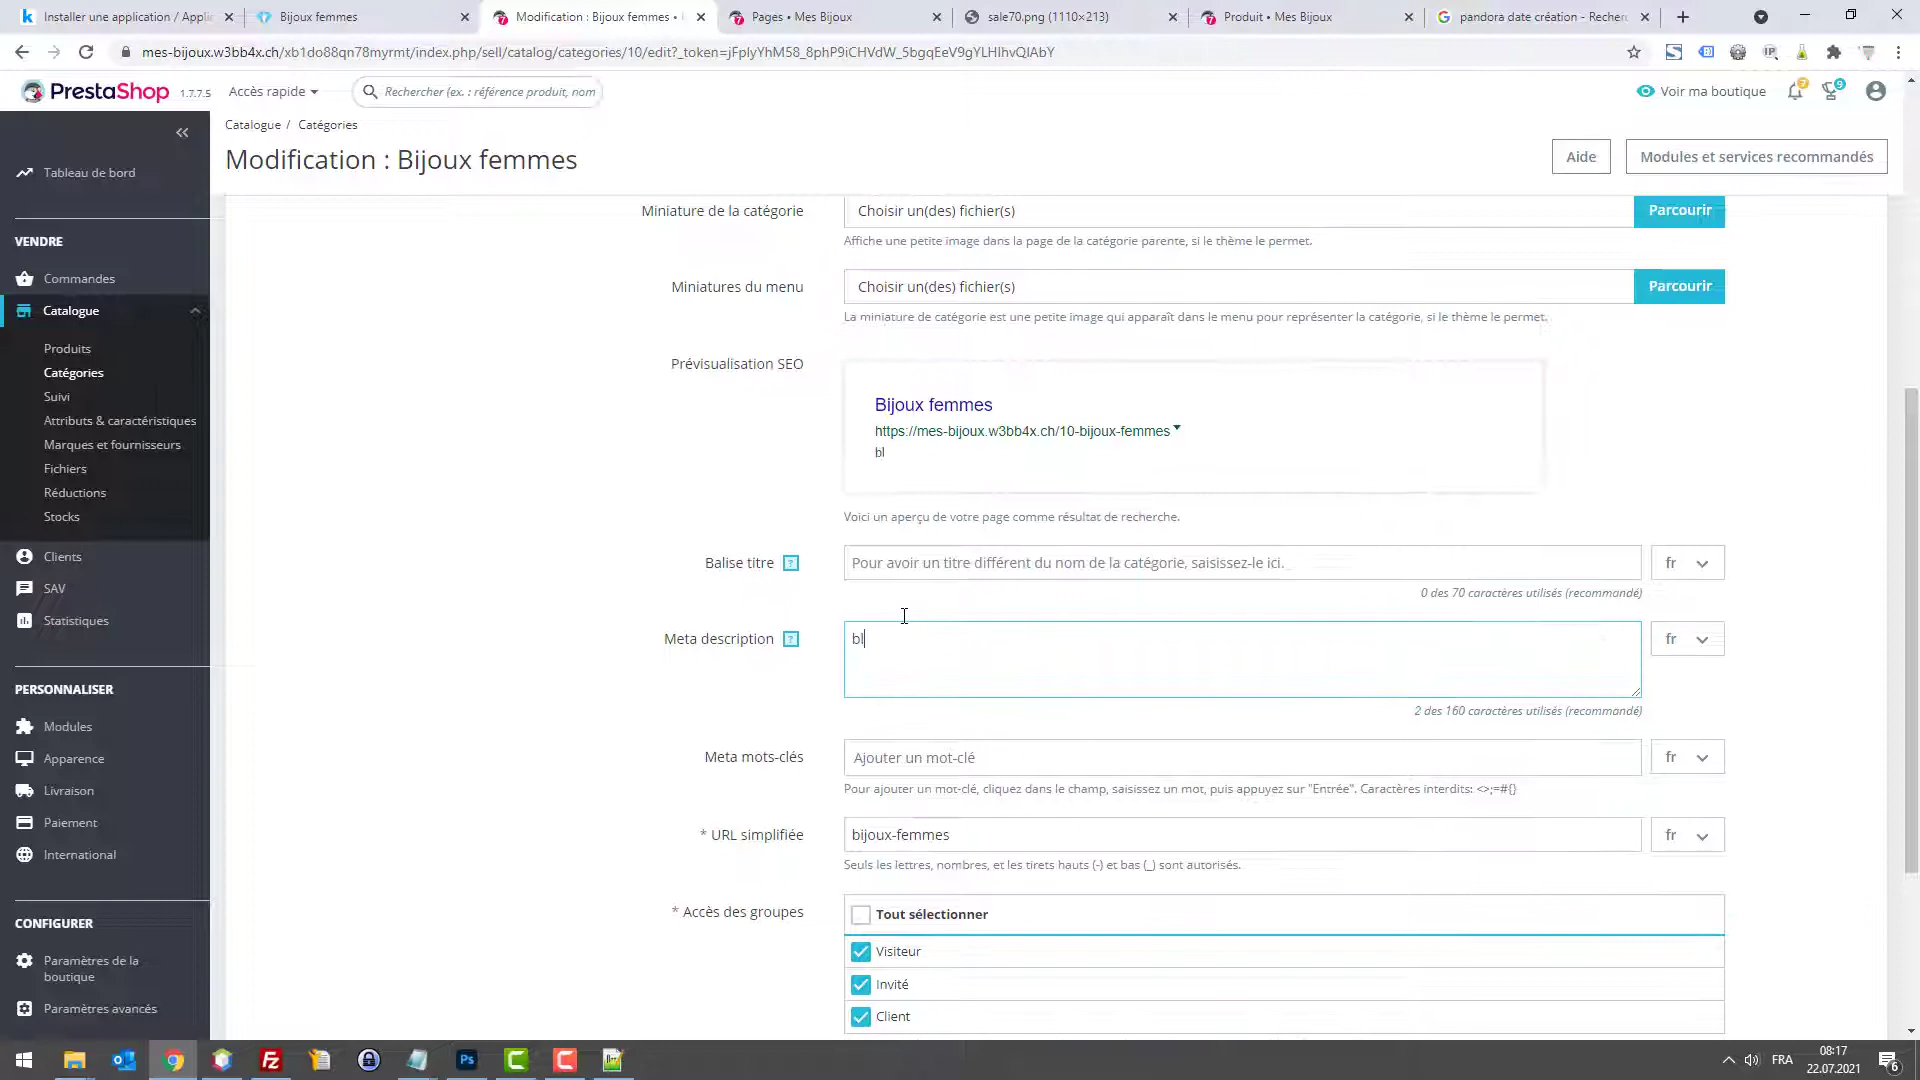 Installer une application / Appli
Bijoux femmes
Modification : Bijoux femmes •
Pages • Mes Bijoux
sale70.png (1110×213)
Produit • Mes Bijoux
pandora date création - Recher
mes-bijoux.w3bb4x.ch/xb1do88qn78myrmt/index.php/sell/catalog/categories/10/edit?_token=jFplyYhM58_8phP9iCHVdW_5bgqEeV9gYLHIhvQIAbY
PrestaShop 1.7.7.5
Accès rapide
Rechercher (ex. : référence produit, nom
Voir ma boutique
7
9
Catalogue / Catégories
Modification : Bijoux femmes
Aide
Modules et services recommandés
Tableau de bord
VENDRE
Commandes
Catalogue
Produits
Catégories
Suivi
Attributs & caractéristiques
Marques et fournisseurs
Fichiers
Réductions
Stocks
Clients
SAV
Statistiques
PERSONNALISER
Modules
Apparence
Livraison
Paiement
International
CONFIGURER
Paramètres de la
boutique
Paramètres avancés
Miniature de la catégorie
Choisir un(des) fichier(s)
Parcourir
Affiche une petite image dans la page de la catégorie parente, si le thème le permet.
Miniatures du menu
Choisir un(des) fichier(s)
Parcourir
La miniature de catégorie est une petite image qui apparaît dans le menu pour représenter la catégorie, si le thème le permet.
Prévisualisation SEO
Bijoux femmes
https://mes-bijoux.w3bb4x.ch/10-bijoux-femmes
bl
Voici un aperçu de votre page comme résultat de recherche.
Balise titre ?
Pour avoir un titre différent du nom de la catégorie, saisissez-le ici.
fr
0 des 70 caractères utilisés (recommandé)
Meta description ?
bl
fr
2 des 160 caractères utilisés (recommandé)
Meta mots-clés
Ajouter un mot-clé
fr
Pour ajouter un mot-clé, cliquez dans le champ, saisissez un mot, puis appuyez sur "Entrée". Caractères interdits: <>;=#{}
* URL simplifiée
bijoux-femmes
fr
Seuls les lettres, nombres, et les tirets hauts (-) et bas (_) sont autorisés.
* Accès des groupes
Tout sélectionner
Visiteur
Invité
Client
FRA
08:17
22.07.2021
6